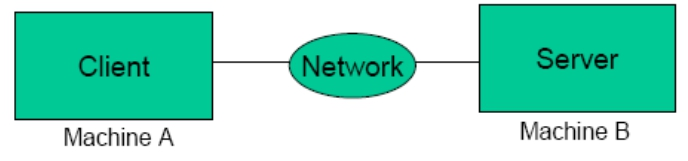 Client
Network
Server
Machine A
Machine B